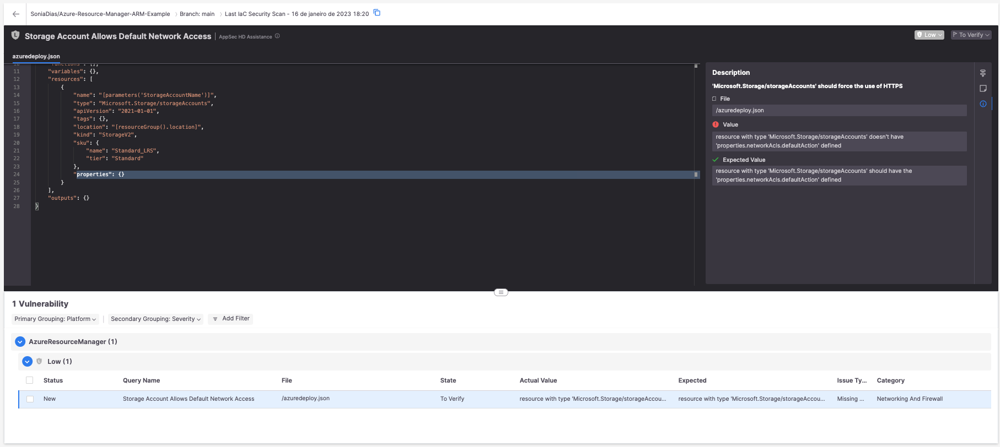 SoniaDias/Azure-Resource-Manager-ARM-Example > Branch: main > Last IaC Security Scan - 16 de janeiro de 2023 18:20
Storage Account Allows Default Network Access | AppSec HD Assistance
Low
To Verify
azuredeploy.json
10 "functions": [],
11 "variables": {},
12 "resources": [
13 {
14 "name": "[parameters('StorageAccountName')]",
15 "type": "Microsoft.Storage/storageAccounts",
16 "apiVersion": "2021-01-01",
17 "tags": {},
18 "location": "[resourceGroup().location]",
19 "kind": "StorageV2",
20 "sku": {
21 "name": "Standard_LRS",
22 "tier": "Standard"
23 },
24 "properties": {}
25 }
26 ],
27 "outputs": {}
28 }
Description
'Microsoft.Storage/storageAccounts' should force the use of HTTPS
File
/azuredeploy.json
Value
resource with type 'Microsoft.Storage/storageAccounts' doesn't have
'properties.networkAcls.defaultAction' defined
Expected Value
resource with type 'Microsoft.Storage/storageAccounts' should have the
'properties.networkAcls.defaultAction' defined
1 Vulnerability
Primary Grouping: Platform | Secondary Grouping: Severity Add Filter
AzureResourceManager (1)
Low (1)
Status Query Name File State Actual Value Expected Issue Ty... Category
New Storage Account Allows Default Network Access /azuredeploy.json To Verify resource with type 'Microsoft.Storage/storageAccou... resource with type 'Microsoft.Storage/storageAccou... Missing ... Networking And Firewall